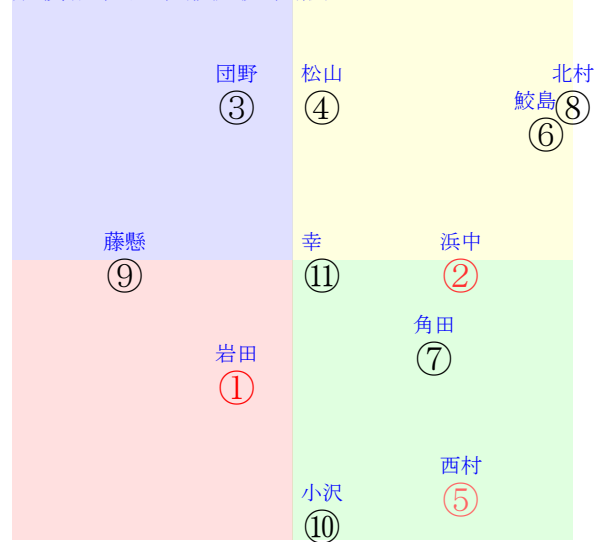 団野 松山 北村
③ ④ 鮫島 ⑧
⑥
藤懸 幸 浜中
⑨ ⑪ ②
角田
岩田 ⑦
①
西村
小沢 ⑤
⑩